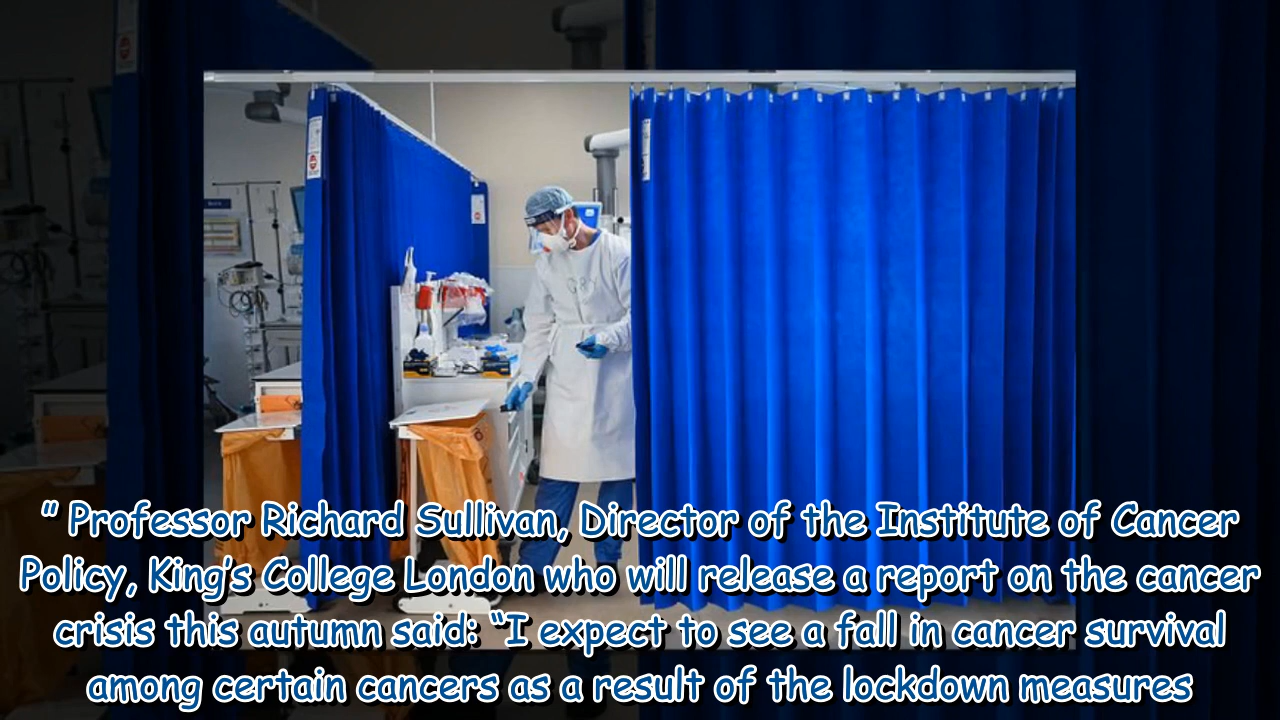 “ Professor Richard Sullivan, Director of the Institute of Cancer
Policy, King’s College London who will release a report on the cancer
crisis this autumn said: “I expect to see a fall in cancer survival
among certain cancers as a result of the lockdown measures